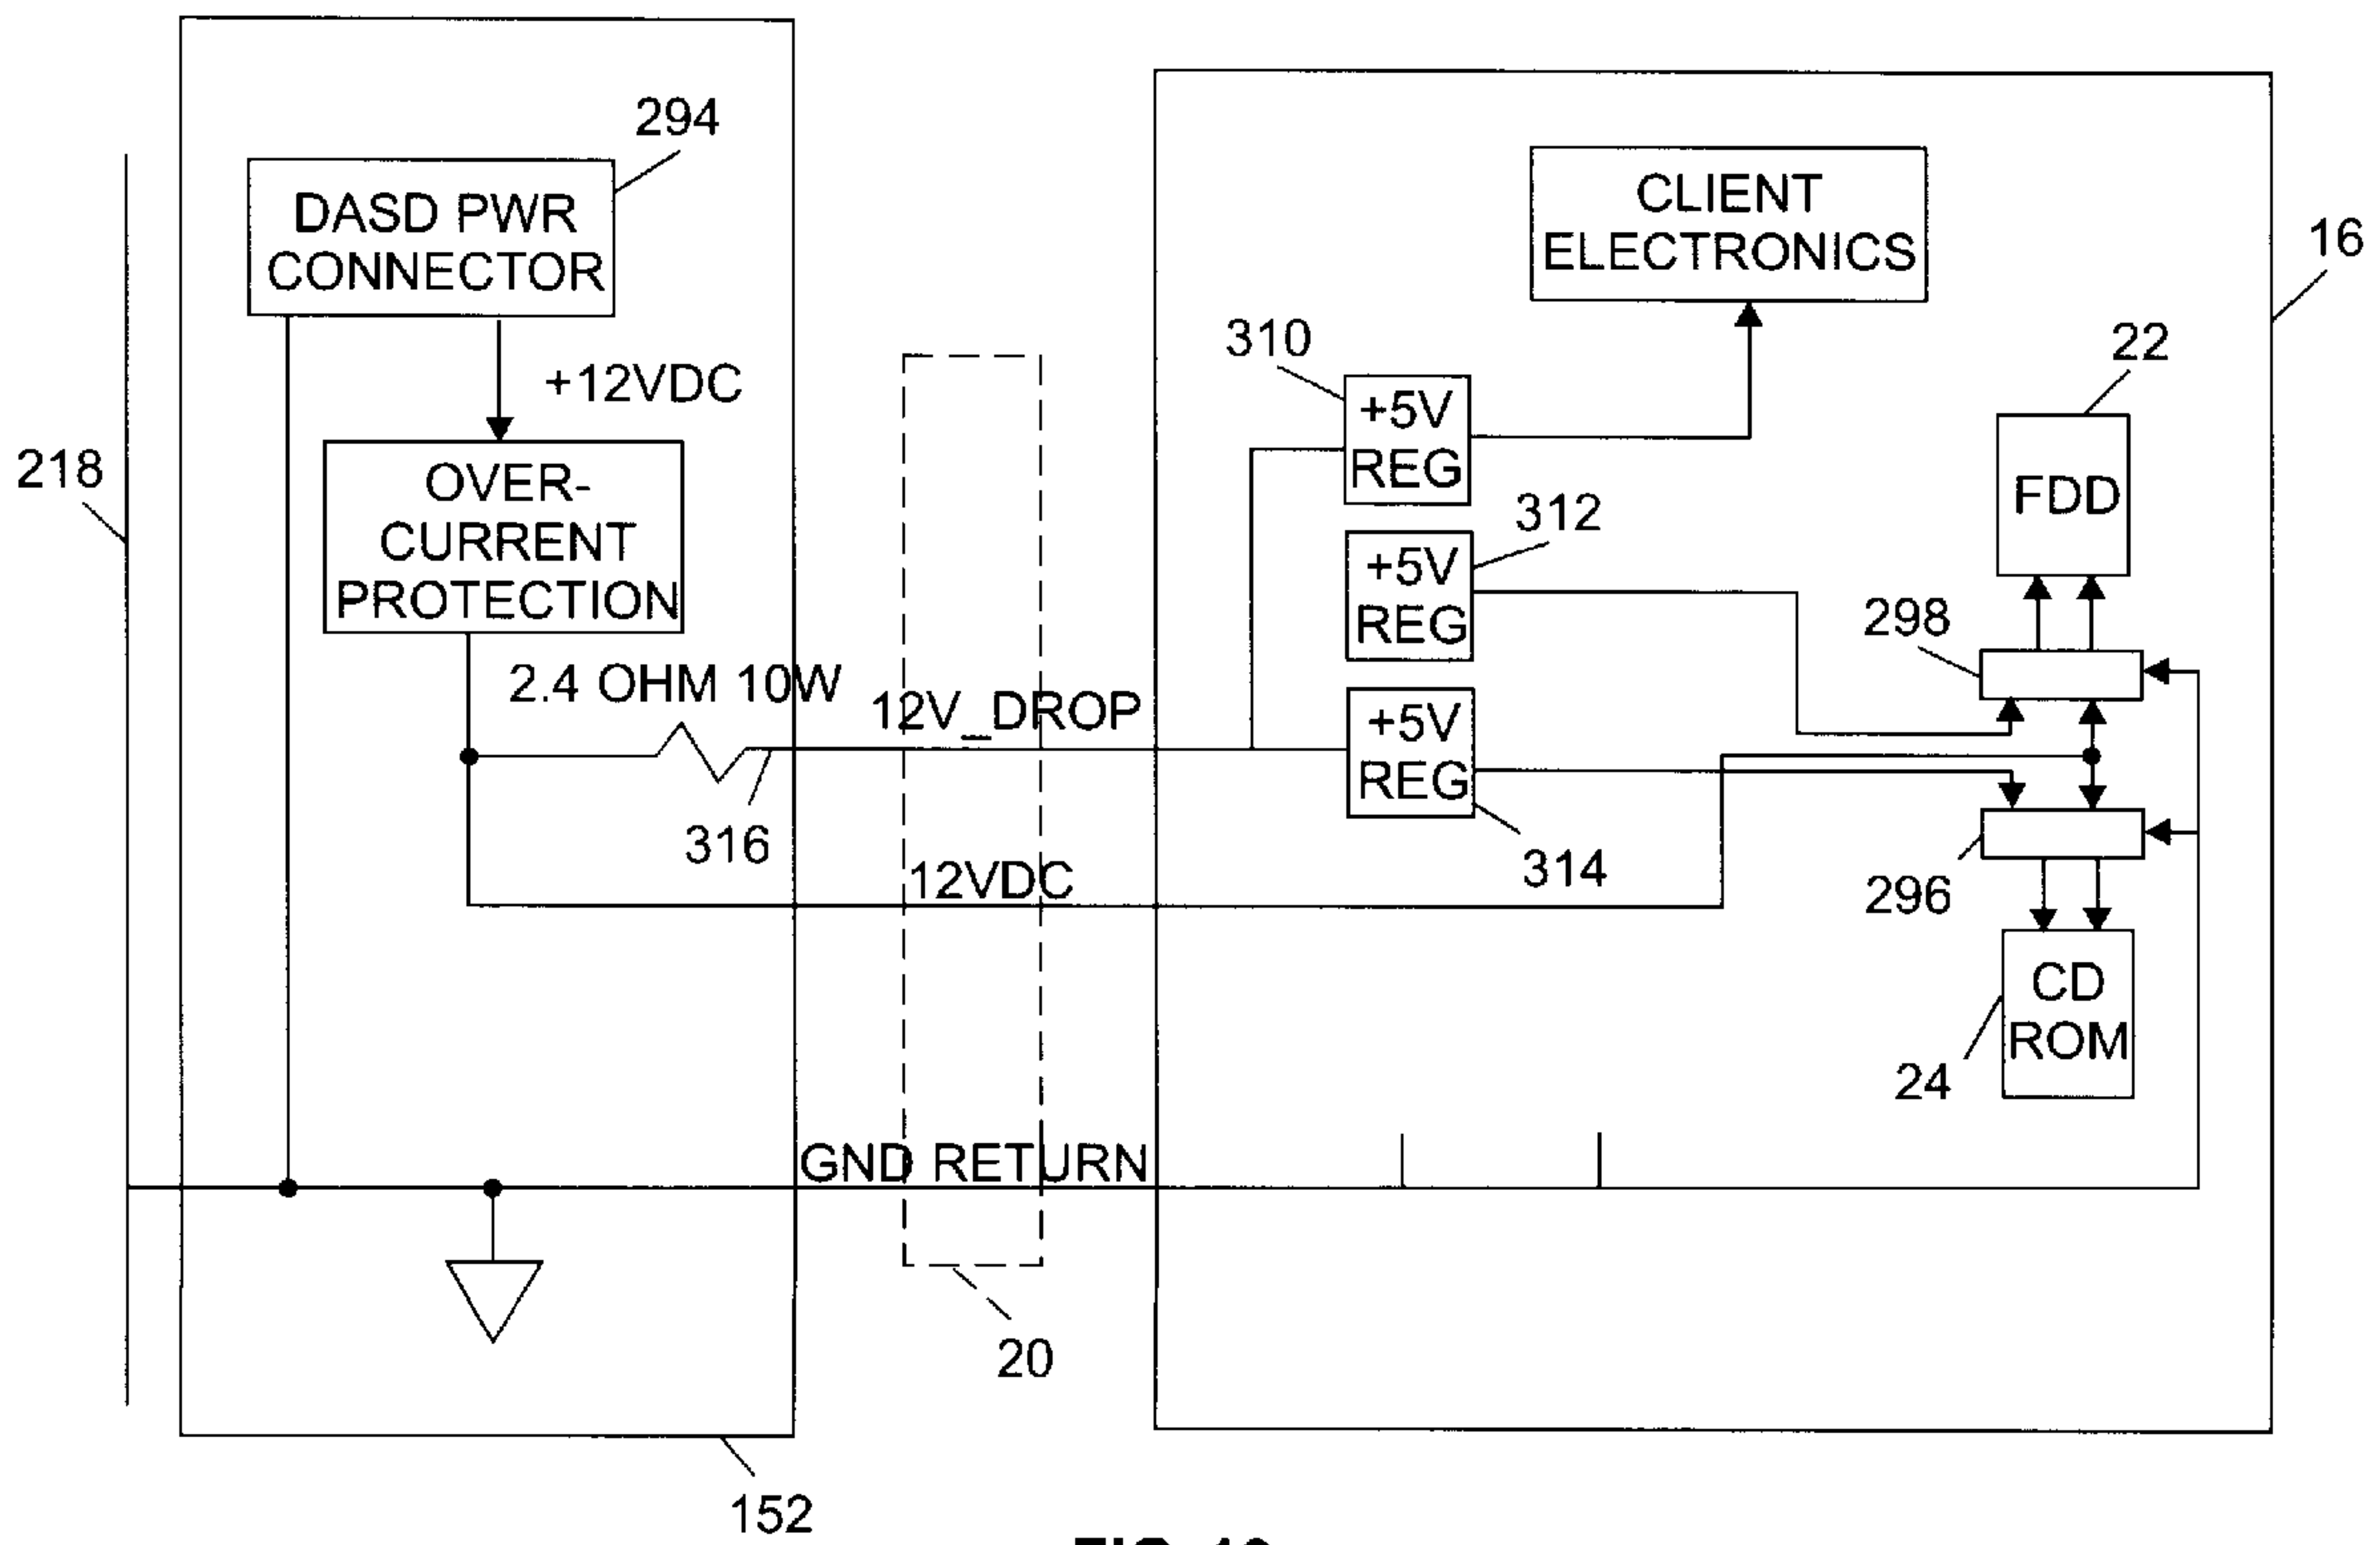 294
DASD PWR
CONNECTOR
+12VDC
218
OVER-
CURRENT
PROTECTION
2.4 OHM 10W
316
12V_DROP
12VDC
GND RETURN
20
152
CLIENT
ELECTRONICS
16
310
+5V
REG
312
+5V
REG
+5V
REG
314
22
FDD
298
296
CD
ROM
24